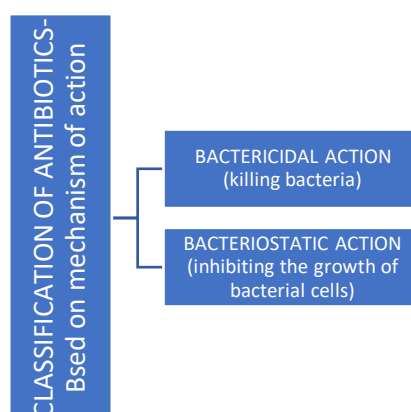 CLASSIFICATION OF ANTIBIOTICS-
Bsed on mechanism of action
BACTERICIDAL ACTION
(killing bacteria)
BACTERIOSTATIC ACTION
(inhibiting the growth of
bacterial cells)